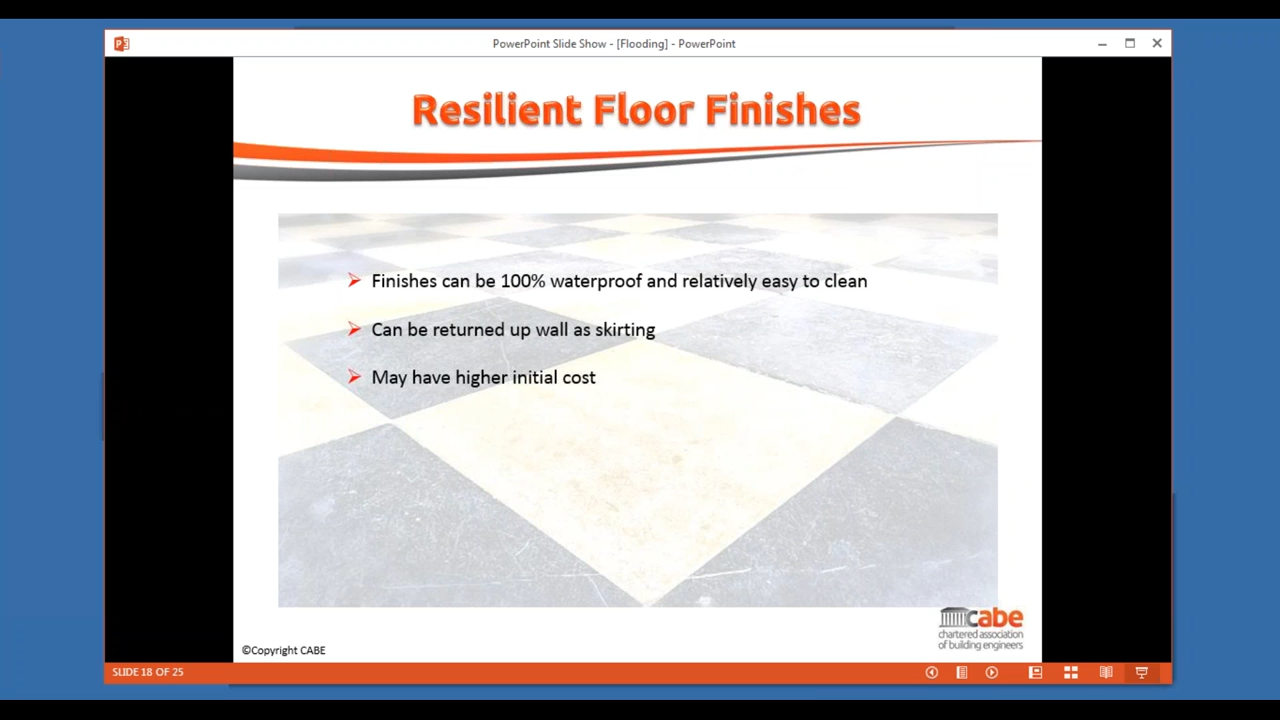 PowerPoint Slide Show - [Flooding] - PowerPoint
Resilient Floor Finishes
Finishes can be 100% waterproof and relatively easy to clean
Can be returned up wall as skirting
May have higher initial cost
cabe
chartered association
of building engineers
©Copyright CABE
SLIDE 18 OF 25